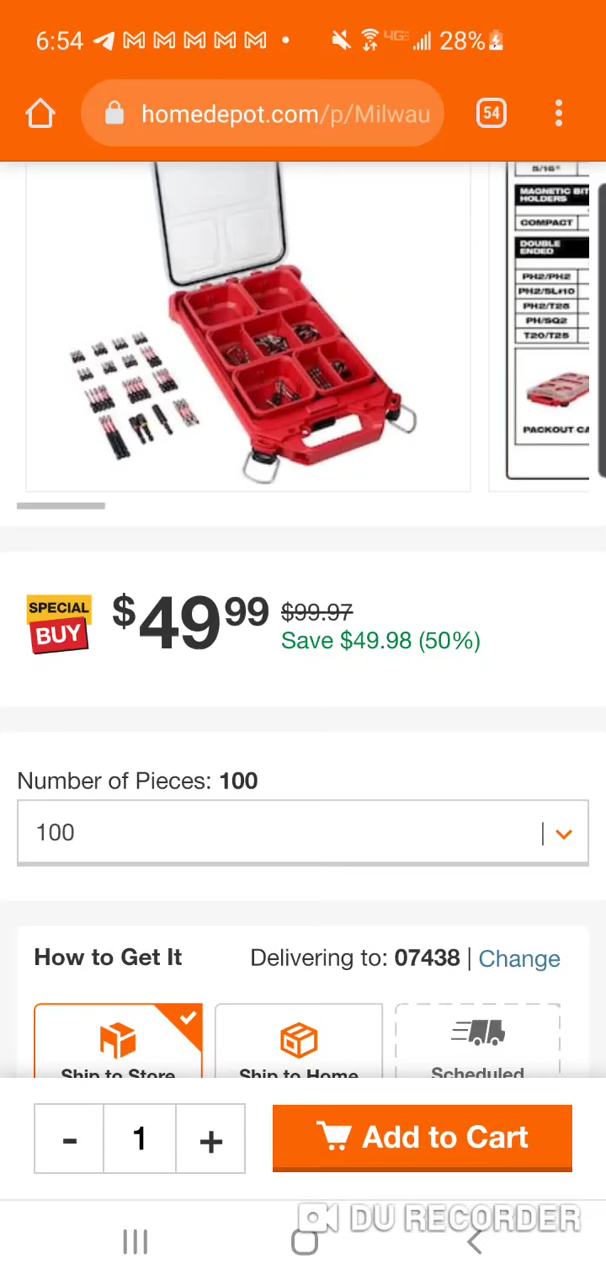 6:54
4GE
28%
homedepot.com/p/Milwau
54
5/16"
MAGNETIC BIT
HOLDERS
COMPACT
DOUBLE
ENDED
PH2/PH2
PH2/SL#10
PH2/T25
PH/SQ2
T20/T25
PACKOUT CA
SPECIAL
BUY
$49 99 $99.97
Save $49.98 (50%)
Number of Pieces: 100
100
How to Get It
Delivering to: 07438 | Change
Ship to Store
Ship to Home
Scheduled
- 1 +
Add to Cart
DU RECORDER